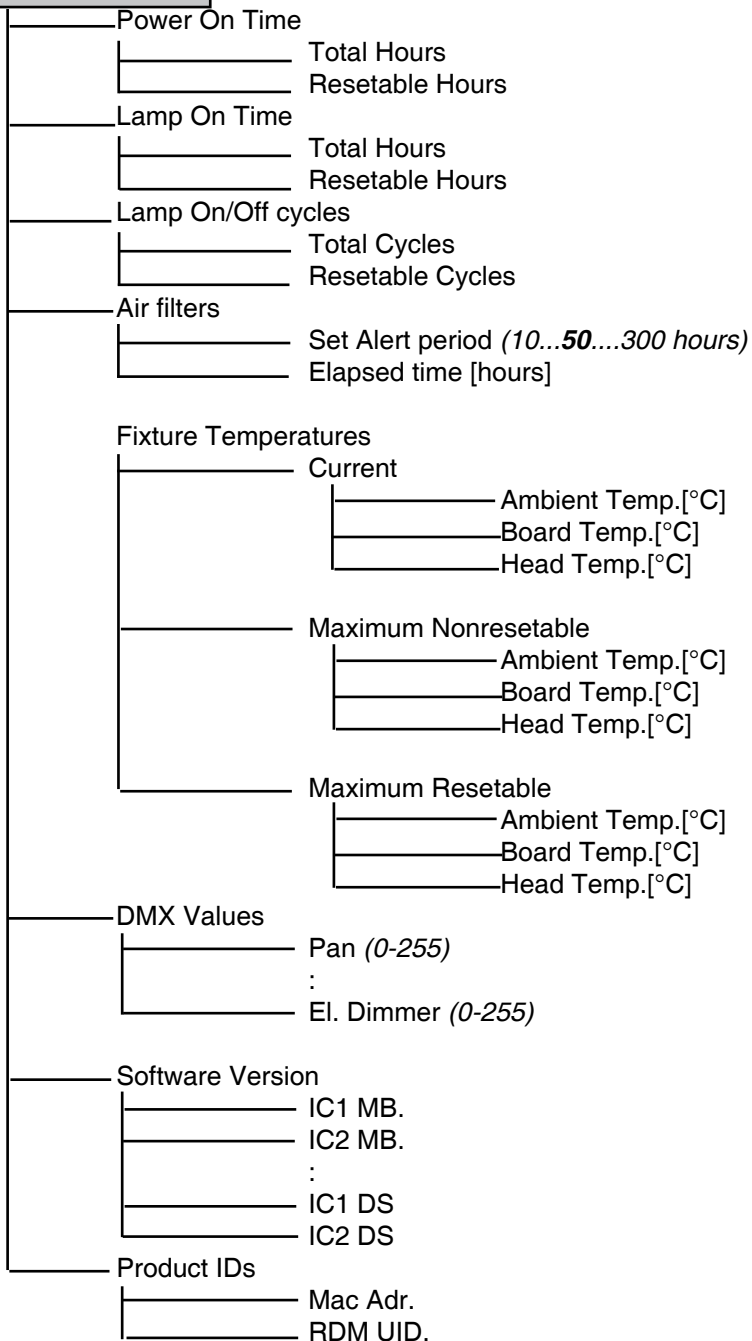 Power On Time
Total Hours
Resetable Hours
Lamp On Time
Total Hours
Resetable Hours
Lamp On/Off cycles
Total Cycles
Resetable Cycles
Air filters
Set Alert period (10...50....300 hours)
Elapsed time [hours]
Fixture Temperatures
Current
Ambient Temp.[°C]
Board Temp.[°C]
Head Temp.[°C]
Maximum Nonresetable
Ambient Temp.[°C]
Board Temp.[°C]
Head Temp.[°C]
Maximum Resetable
Ambient Temp.[°C]
Board Temp.[°C]
Head Temp.[°C]
DMX Values
Pan (0-255)
:
El. Dimmer (0-255)
Software Version
IC1 MB.
IC2 MB.
:
IC1 DS
IC2 DS
Product IDs
Mac Adr.
RDM UID.